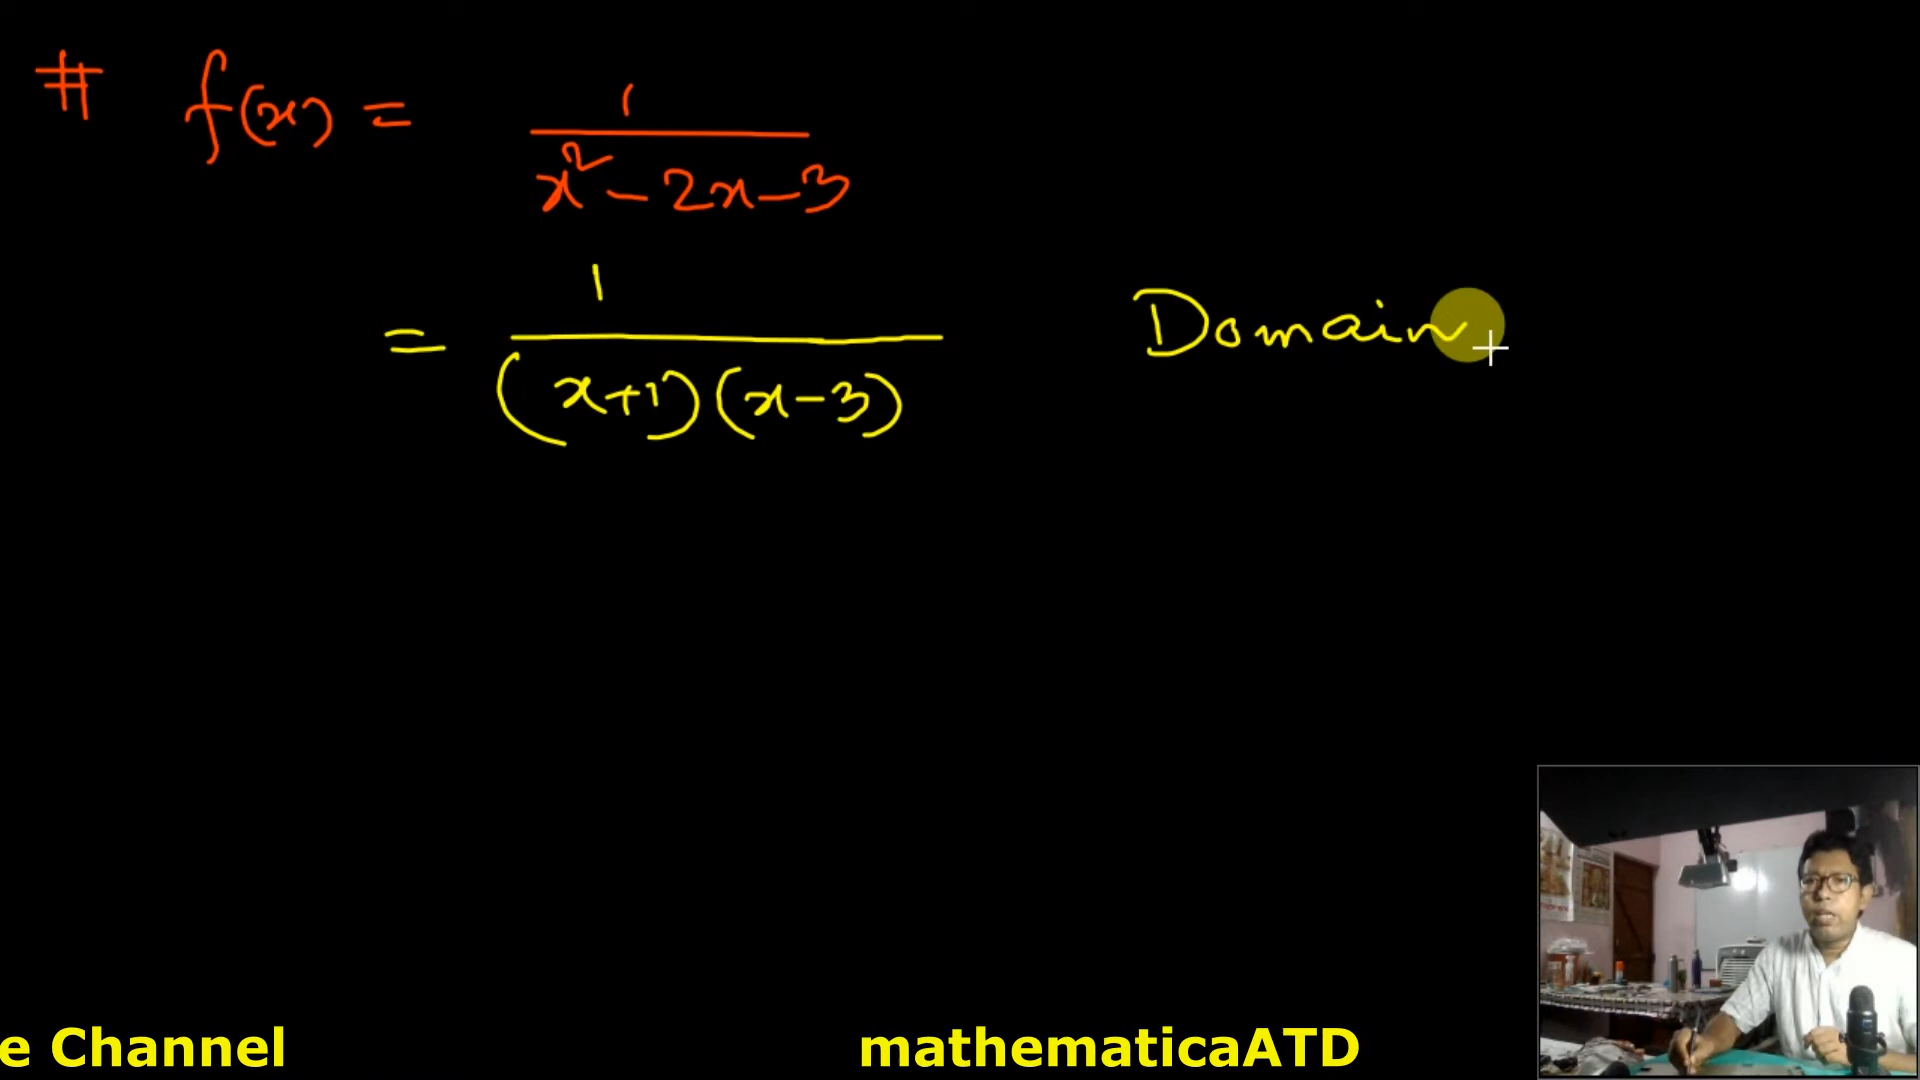 # f(x) = 1 / (x² - 2x - 3)
= 1 / ((x+1)(x-3))
Domain
e Channel
mathematicaATD